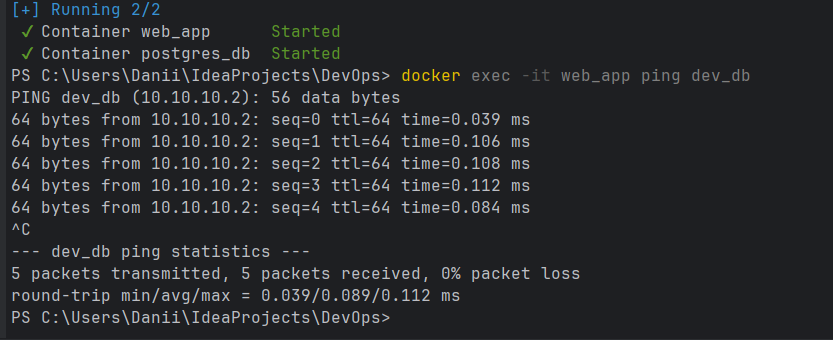 [+] Running 2/2
✓ Container web_app Started
✓ Container postgres_db Started
PS C:\Users\Danii\IdeaProjects\DevOps> docker exec -it web_app ping dev_db
PING dev_db (10.10.10.2): 56 data bytes
64 bytes from 10.10.10.2: seq=0 ttl=64 time=0.039 ms
64 bytes from 10.10.10.2: seq=1 ttl=64 time=0.106 ms
64 bytes from 10.10.10.2: seq=2 ttl=64 time=0.108 ms
64 bytes from 10.10.10.2: seq=3 ttl=64 time=0.112 ms
64 bytes from 10.10.10.2: seq=4 ttl=64 time=0.084 ms
^C
--- dev_db ping statistics ---
5 packets transmitted, 5 packets received, 0% packet loss
round-trip min/avg/max = 0.039/0.089/0.112 ms
PS C:\Users\Danii\IdeaProjects\DevOps>